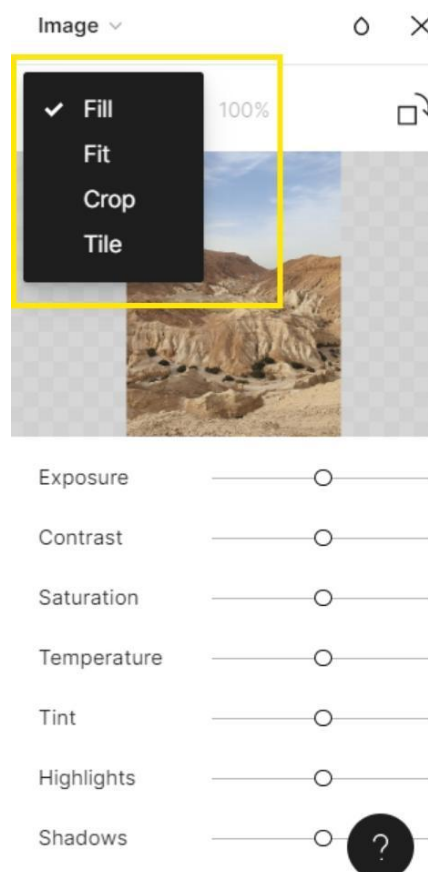 Image
Fill
100%
Fit
Crop
Tile
Exposure
Contrast
Saturation
Temperature
Tint
Highlights
Shadows
?